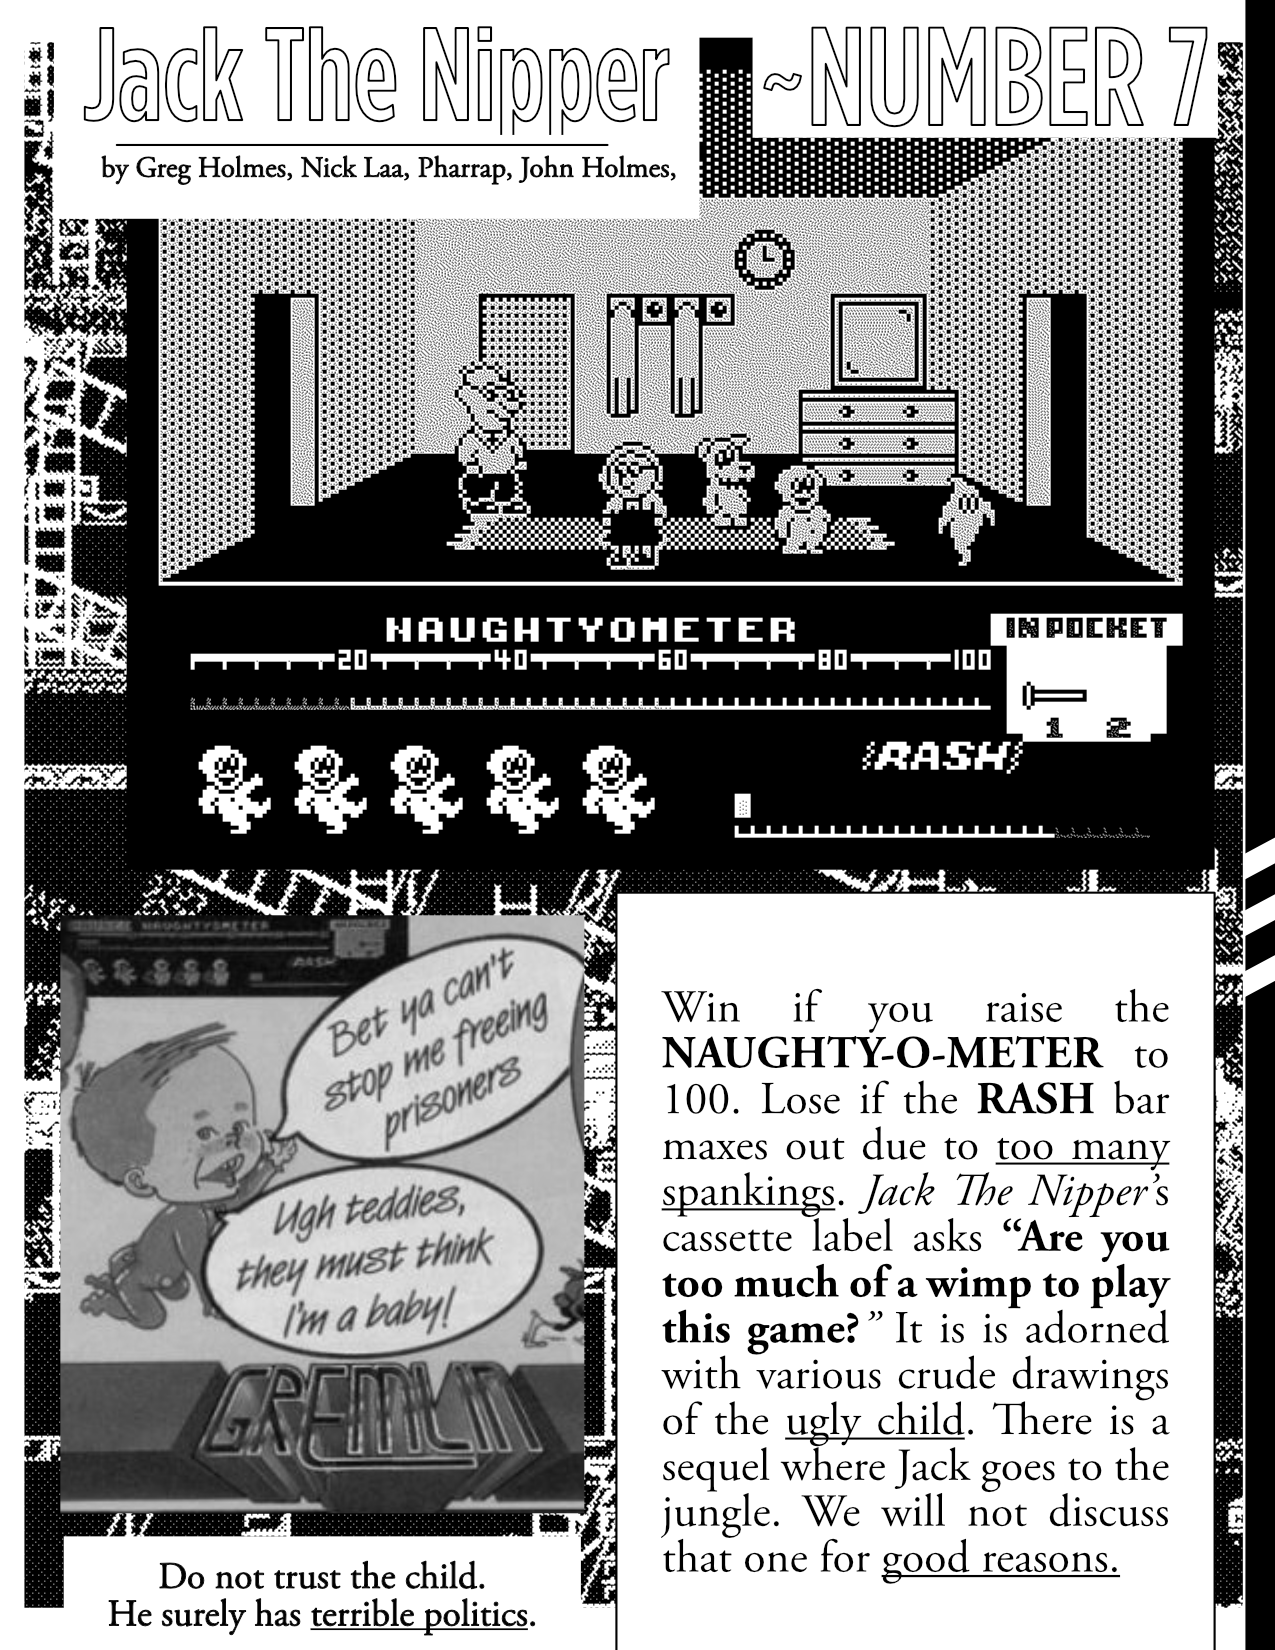 Jack The Nipper
~NUMBER 7
by Greg Holmes, Nick Laa, Pharrap, John Holmes,
NAUGHTYOMETER
IN POCKET
20 40 60 80 100
1 2
RASH
NAUGHTYOMETER
RASH
Bet ya can't
stop me freeing
prisoners
Ugh teddies,
they must think
I'm a baby!
GREMLIN
Do not trust the child.
He surely has terrible politics.
Win if you raise the
NAUGHTY-O-METER to
100. Lose if the RASH bar
maxes out due to too many
spankings. Jack The Nipper's
cassette label asks “Are you
too much of a wimp to play
this game?” It is is adorned
with various crude drawings
of the ugly child. There is a
sequel where Jack goes to the
jungle. We will not discuss
that one for good reasons.